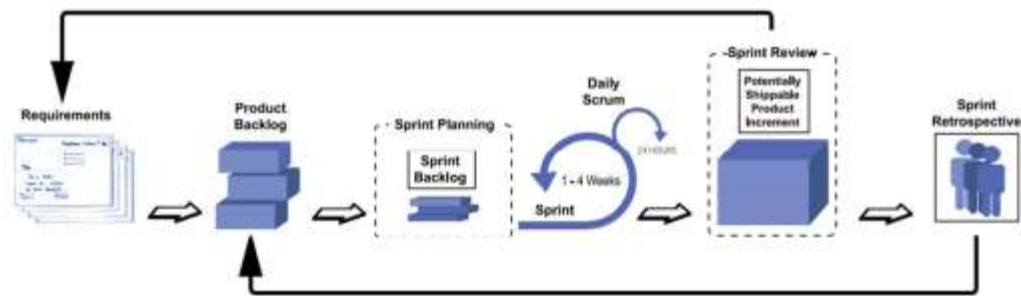 Sprint Review
Requirements
Product
Backlog
Sprint Planning
Sprint
Backlog
Daily
Scrum
24 HOURS
1 - 4 Weeks
Sprint
Potentially
Shippable
Product
Increment
Sprint
Retrospective